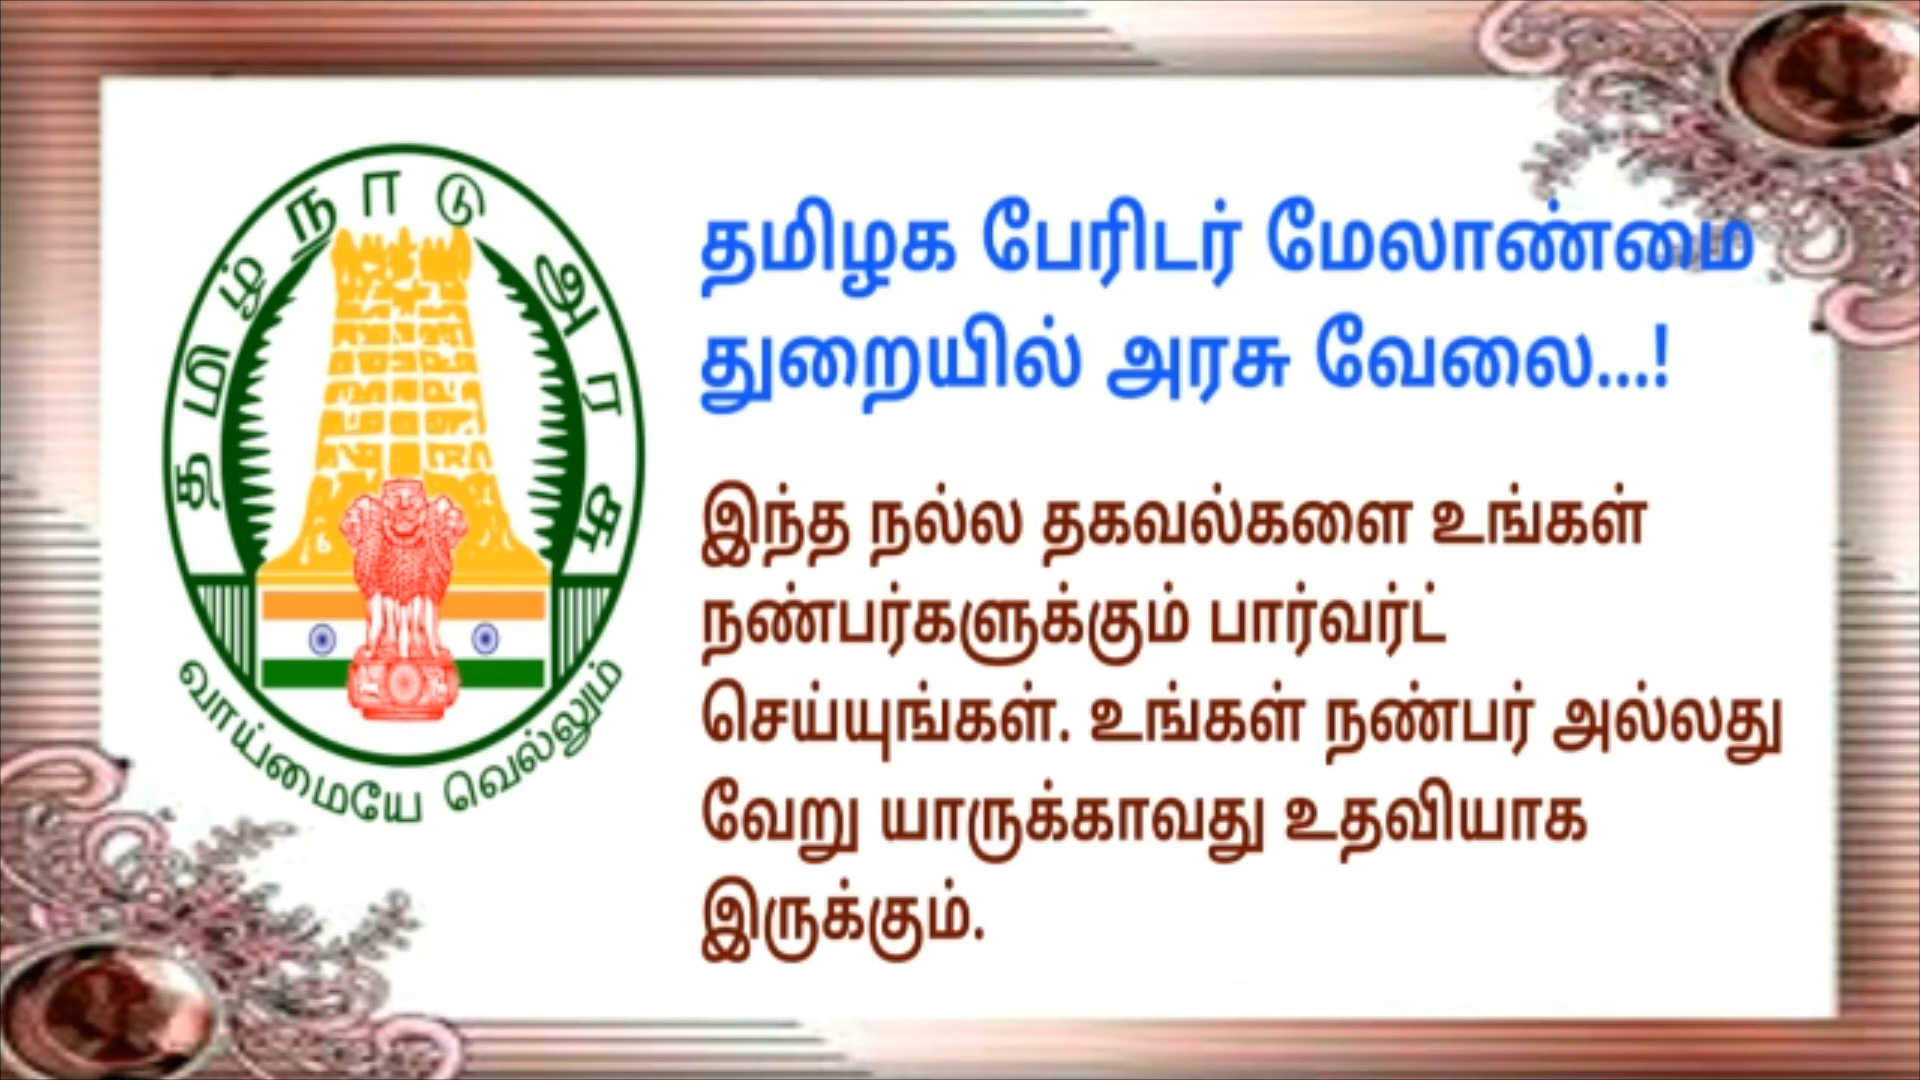 தமிழ்நாடு அரசு
வாய்மையே வெல்லும்
தமிழக பேரிடர் மேலாண்மை
துறையில் அரசு வேலை...!
இந்த நல்ல தகவல்களை உங்கள்
நண்பர்களுக்கும் பார்வர்ட்
செய்யுங்கள். உங்கள் நண்பர் அல்லது
வேறு யாருக்காவது உதவியாக
இருக்கும்.